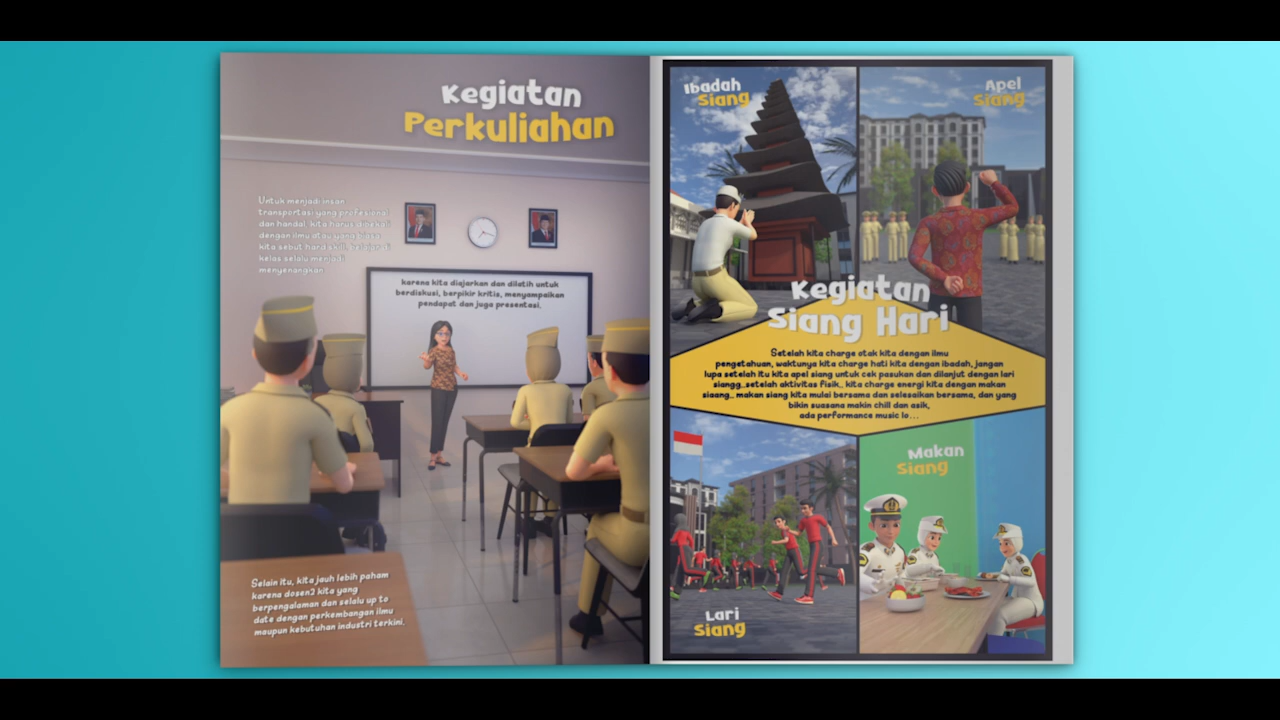 Kegiatan
Perkuliahan
Untuk menjadi insan
transportasi yang profesional
dan handal, kita harus dibekali
dengan ilmu atau yang biasa
kita sebut hard skill. Belajar di
kelas selalu menjadi
menyenangkan
karena kita diajarkan dan dilatih untuk
berdiskusi, berpikir kritis, menyampaikan
pendapat dan juga presentasi.
Selain itu, kita jauh lebih paham
karena dosen2 kita yang
berpengalaman dan selalu up to
date dengan perkembangan ilmu
maupun kebutuhan industri terkini.
Ibadah
Siang
Apel
Siang
Kegiatan
Siang Hari
Setelah kita charge otak kita dengan ilmu
pengetahuan, waktunya kita charge hati kita dengan ibadah, jangan
lupa setelah itu kita apel siang untuk cek pasukan dan dilanjut dengan lari
siangg...setelah aktivitas fisik.. kita charge energi kita dengan makan
siaang... makan siang kita mulai bersama dan selesaikan bersama, dan yang
bikin suasana makin chill dan asik,
ada performance music lo...
Lari
Siang
Makan
Siang